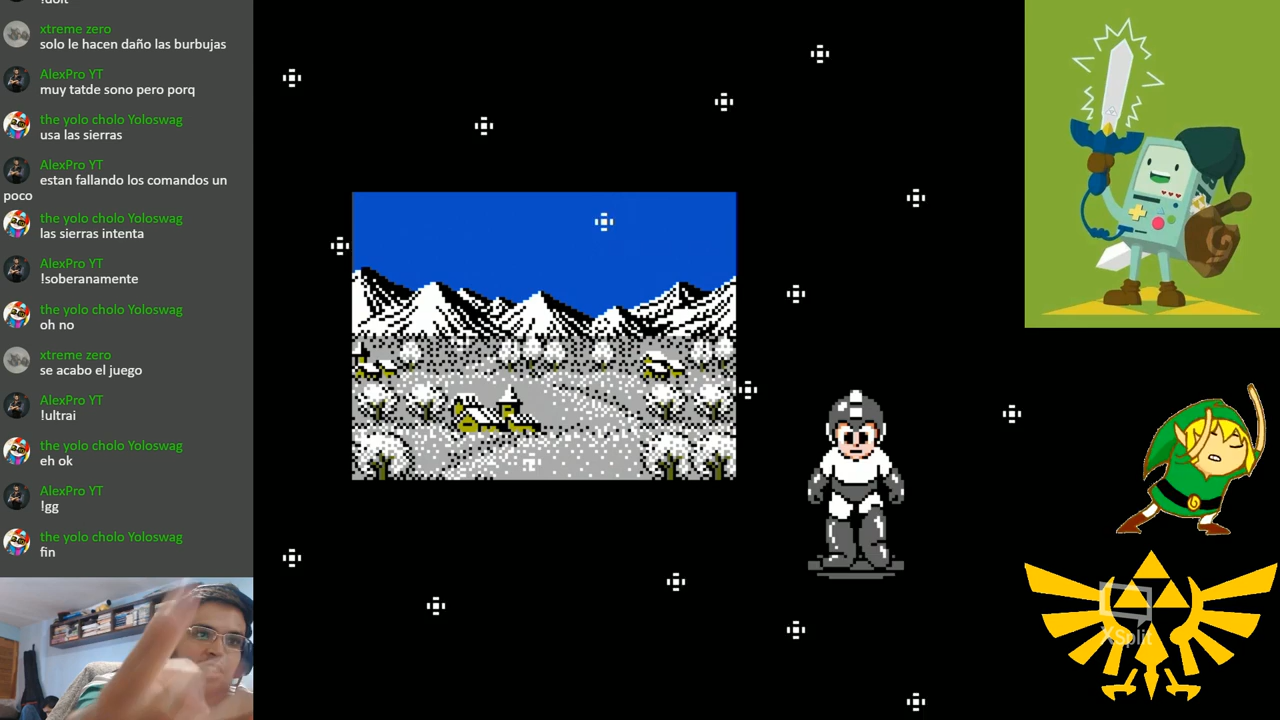 xtreme zero
solo le hacen daño las burbujas
AlexPro YT
muy tatde sono pero porq
the yolo cholo Yoloswag
usa las sierras
AlexPro YT
estan fallando los comandos un
poco
the yolo cholo Yoloswag
las sierras intenta
AlexPro YT
!soberanamente
the yolo cholo Yoloswag
oh no
xtreme zero
se acabo el juego
AlexPro YT
!ultrai
the yolo cholo Yoloswag
eh ok
AlexPro YT
!gg
the yolo cholo Yoloswag
fin
XSplit